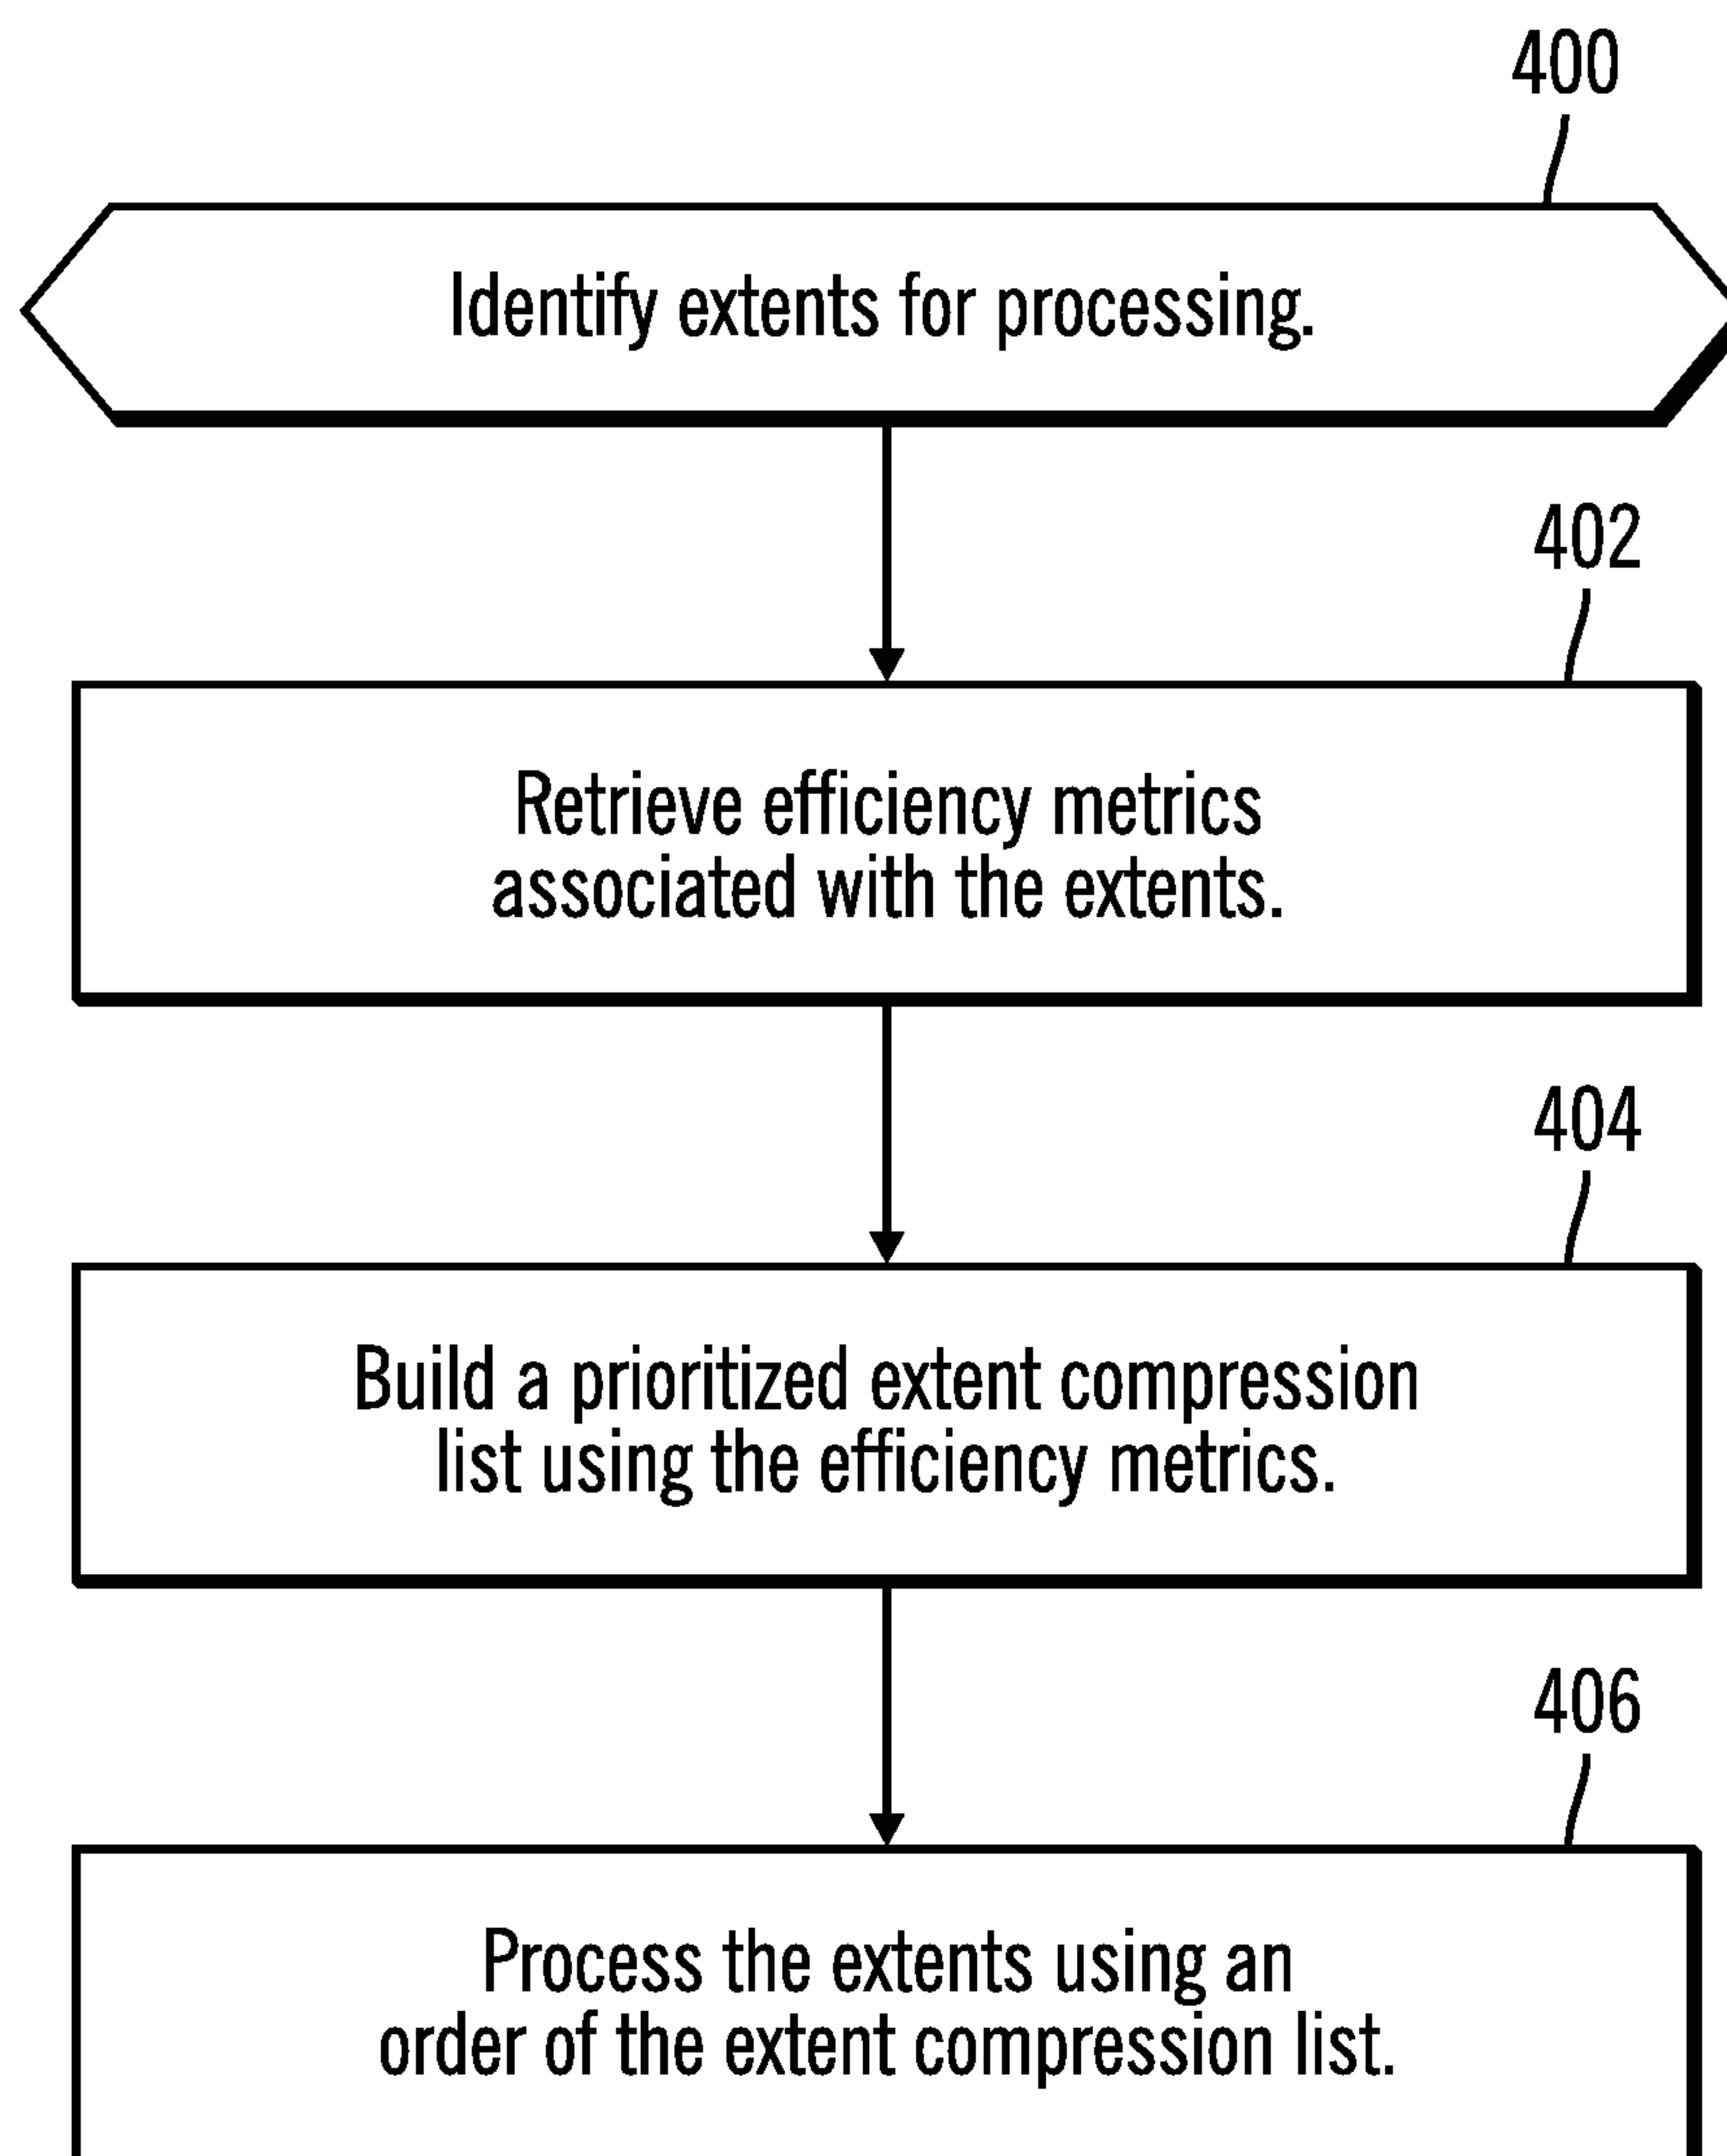 400
Identify extents for processing.
402
Retrieve efficiency metrics
associated with the extents.
404
Build a prioritized extent compression
list using the efficiency metrics.
406
Process the extents using an
order of the extent compression list.